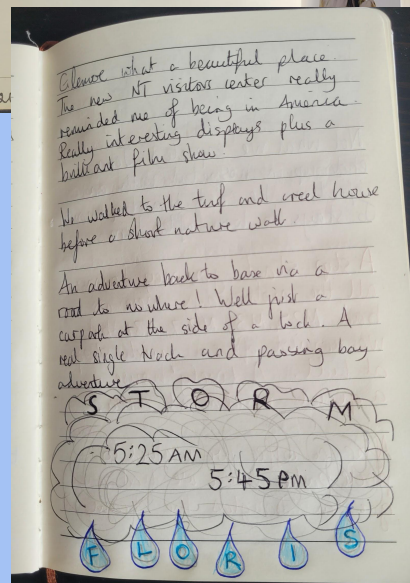 Glencoe what a beautiful place.
The new NT visitors center really
reminded me of being in America.
Really interesting displays plus a
brilliant film show.
We walked to the turf and creel house
before a short nature walk.
An adventure back to base via a
road to nowhere! Well just a
carpark at the side of a loch. A
real single track and passing bay
adventure
STORM
5:25 AM
5:45 PM
FLORIS